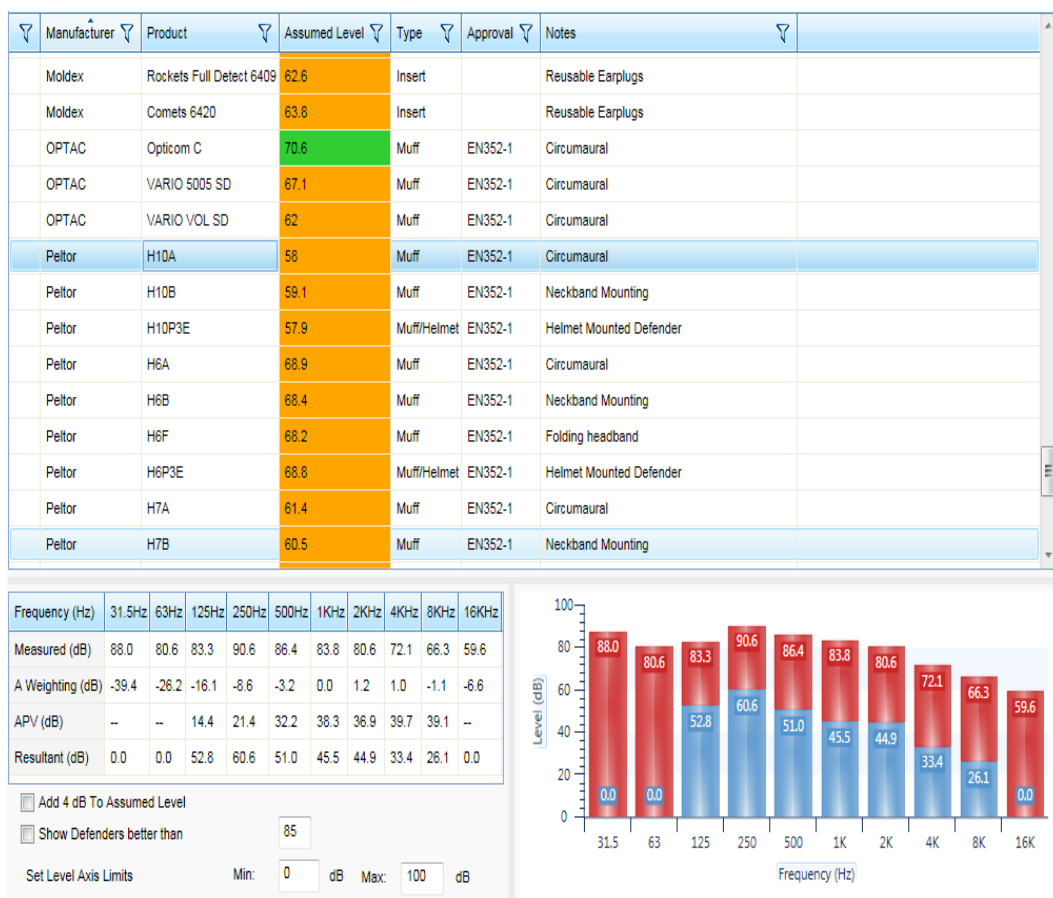 Manufacturer Product Assumed Level Type Approval Notes
Moldex Rockets Full Detect 6409 62.6 Insert Reusable Earplugs
Moldex Comets 6420 63.8 Insert Reusable Earplugs
OPTAC Opticom C 70.6 Muff EN352-1 Circumaural
OPTAC VARIO 5005 SD 67.1 Muff EN352-1 Circumaural
OPTAC VARIO VOL SD 62 Muff EN352-1 Circumaural
Peltor H10A 58 Muff EN352-1 Circumaural
Peltor H10B 59.1 Muff EN352-1 Neckband Mounting
Peltor H10P3E 57.9 Muff/Helmet EN352-1 Helmet Mounted Defender
Peltor H6A 68.9 Muff EN352-1 Circumaural
Peltor H6B 68.4 Muff EN352-1 Neckband Mounting
Peltor H6F 68.2 Muff EN352-1 Folding headband
Peltor H6P3E 68.8 Muff/Helmet EN352-1 Helmet Mounted Defender
Peltor H7A 61.4 Muff EN352-1 Circumaural
Peltor H7B 60.5 Muff EN352-1 Neckband Mounting
Frequency (Hz) 31.5Hz 63Hz 125Hz 250Hz 500Hz 1KHz 2KHz 4KHz 8KHz 16KHz
Measured (dB) 88.0 80.6 83.3 90.6 86.4 83.8 80.6 72.1 66.3 59.6
A Weighting (dB) -39.4 -26.2 -16.1 -8.6 -3.2 0.0 1.2 1.0 -1.1 -6.6
APV (dB) -- -- 14.4 21.4 32.2 38.3 36.9 39.7 39.1 --
Resultant (dB) 0.0 0.0 52.8 60.6 51.0 45.5 44.9 33.4 26.1 0.0
Add 4 dB To Assumed Level
Show Defenders better than 85
Set Level Axis Limits Min: 0 dB Max: 100 dB
Level (dB)
100
80
60
40
20
0
88.0 80.6 83.3 90.6 86.4 83.8 80.6 72.1 66.3 59.6
0.0 0.0 52.8 60.6 51.0 45.5 44.9 33.4 26.1 0.0
31.5 63 125 250 500 1K 2K 4K 8K 16K
Frequency (Hz)